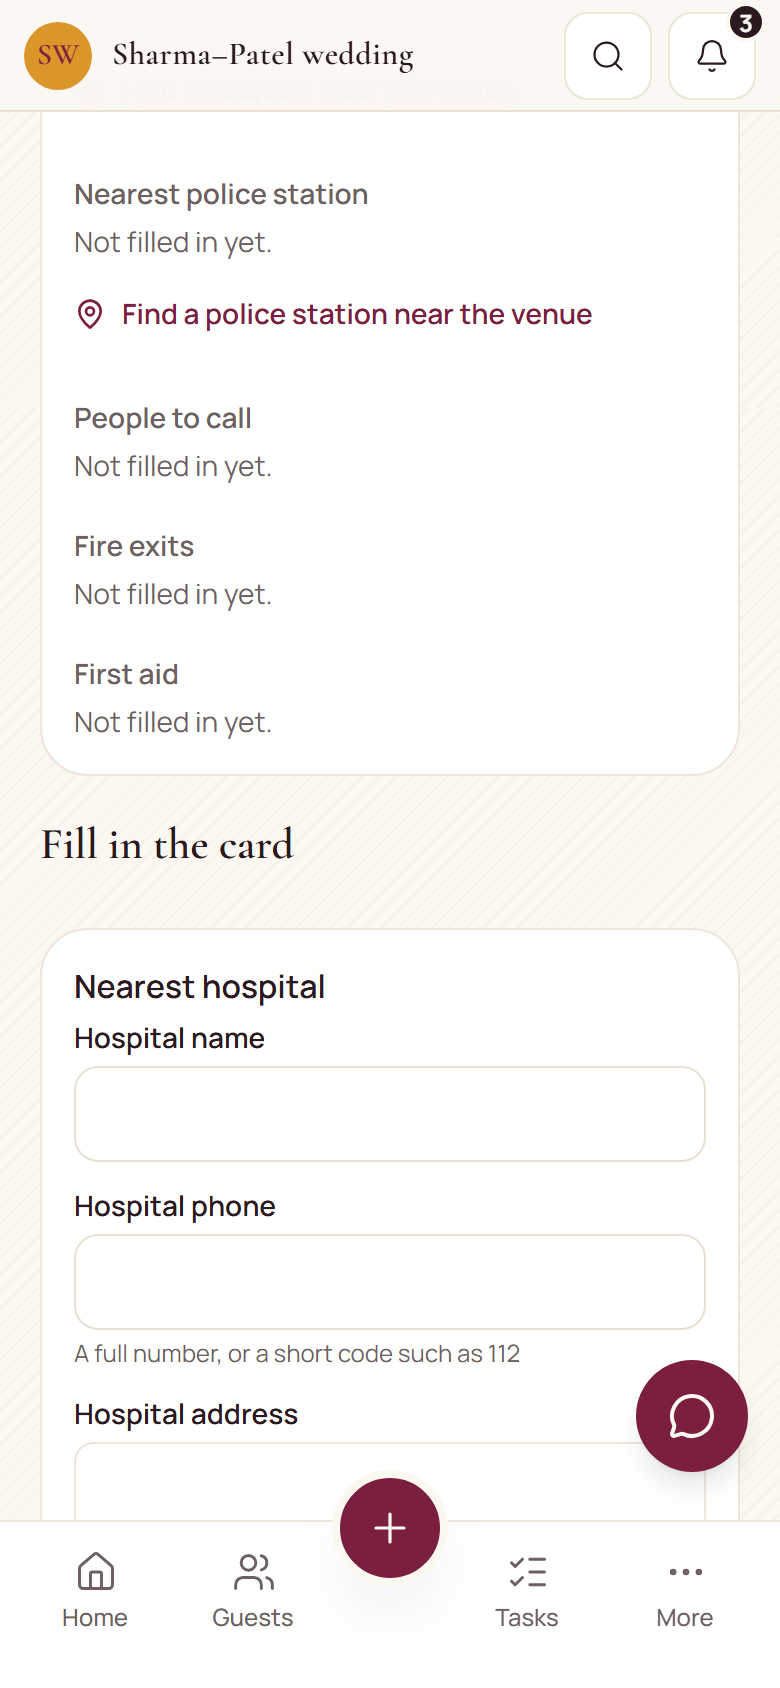 SW
Sharma–Patel wedding
3
Nearest police station
Not filled in yet.
Find a police station near the venue
People to call
Not filled in yet.
Fire exits
Not filled in yet.
First aid
Not filled in yet.
Fill in the card
Nearest hospital
Hospital name
Hospital phone
A full number, or a short code such as 112
Hospital address
Home
Guests
Tasks
More